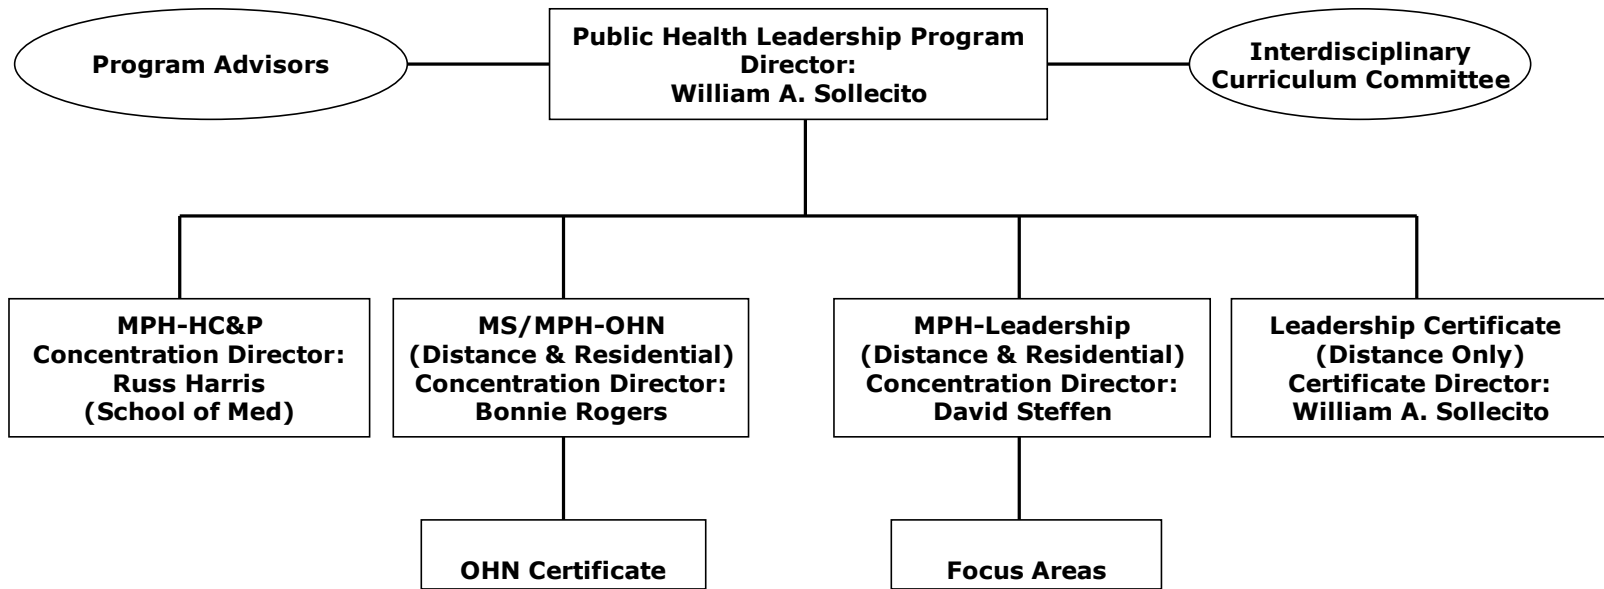 Program Advisors
Public Health Leadership Program
Director:
William A. Sollecito
Interdisciplinary
Curriculum Committee
MPH-HC&P
Concentration Director:
Russ Harris
(School of Med)
MS/MPH-OHN
(Distance & Residential)
Concentration Director:
Bonnie Rogers
MPH-Leadership
(Distance & Residential)
Concentration Director:
David Steffen
Leadership Certificate
(Distance Only)
Certificate Director:
William A. Sollecito
OHN Certificate
Focus Areas